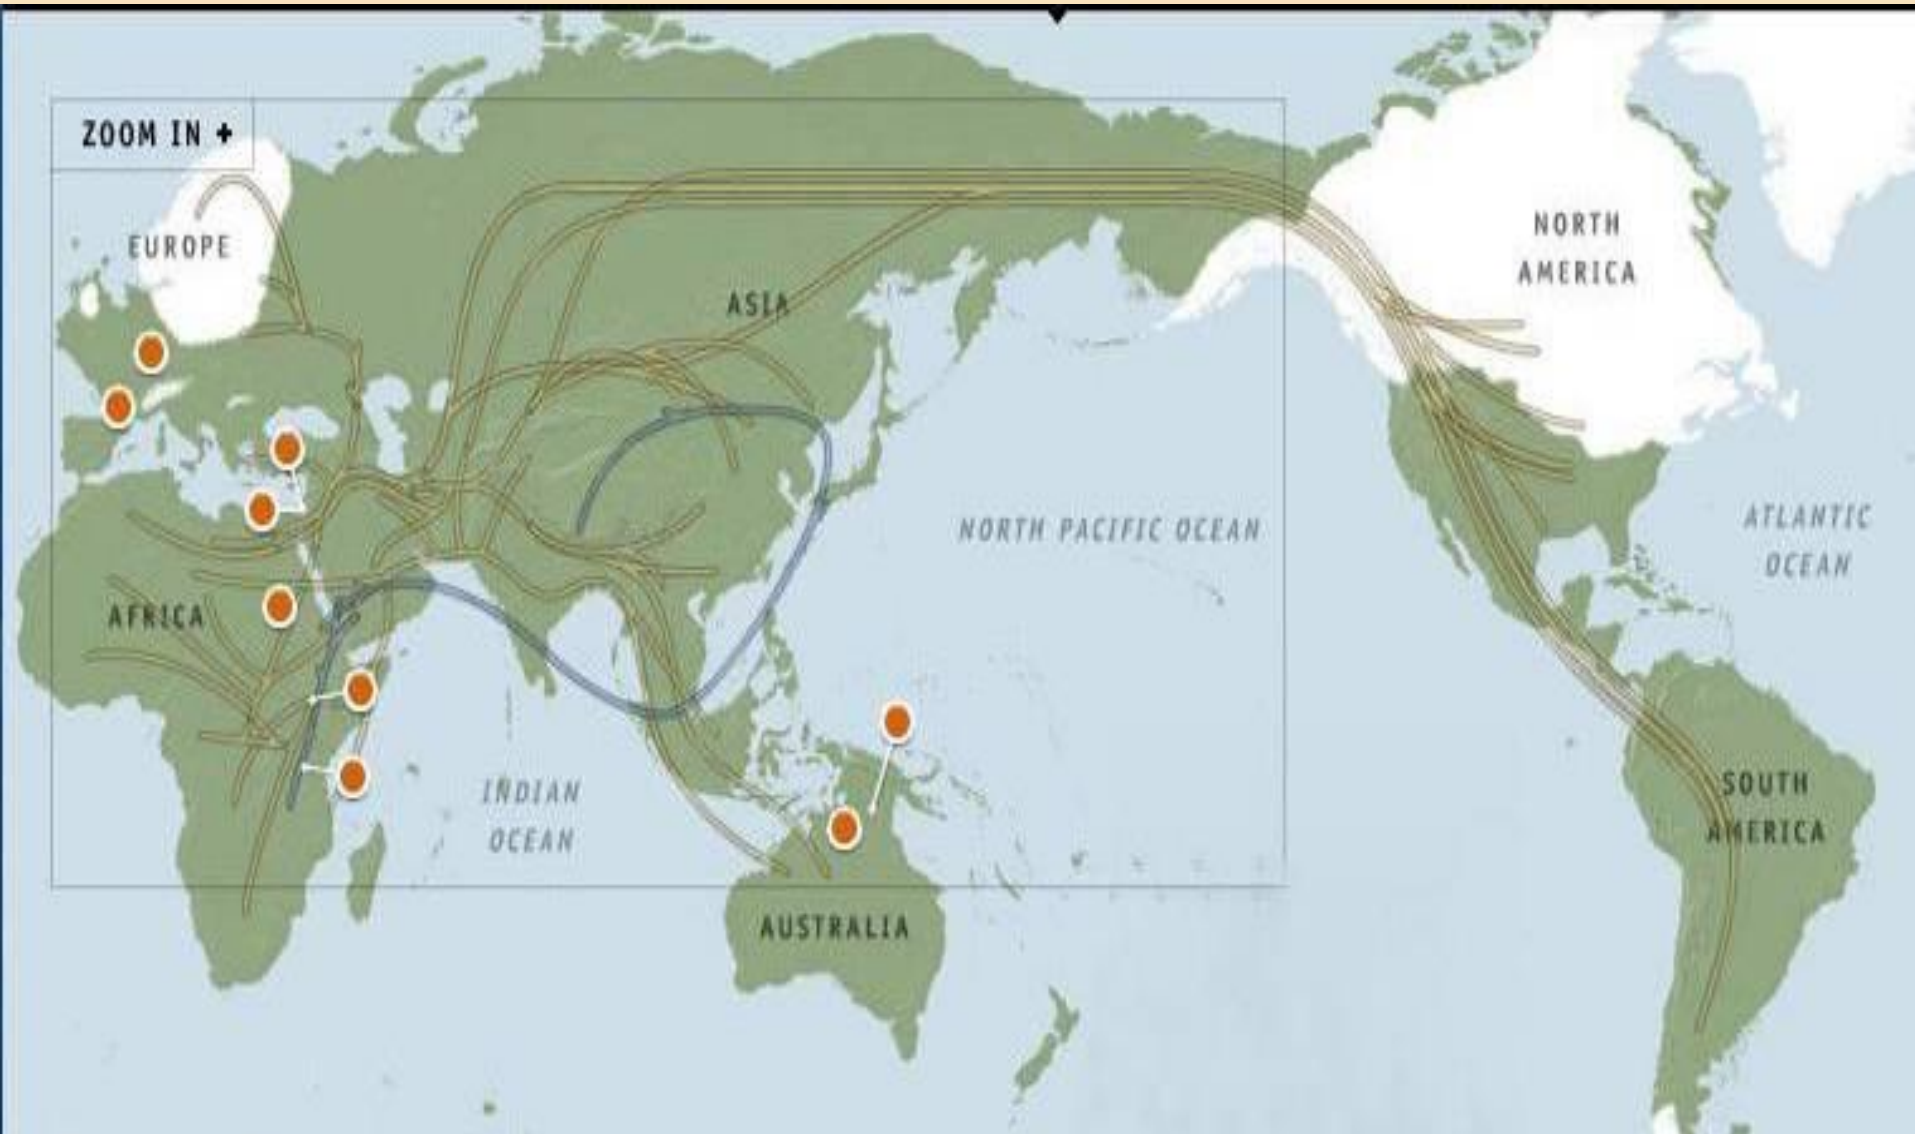 ZOOM IN +
EUROPE
ASIA
NORTH
AMERICA
NORTH PACIFIC OCEAN
ATLANTIC
OCEAN
AFRICA
INDIAN
OCEAN
SOUTH
AMERICA
AUSTRALIA